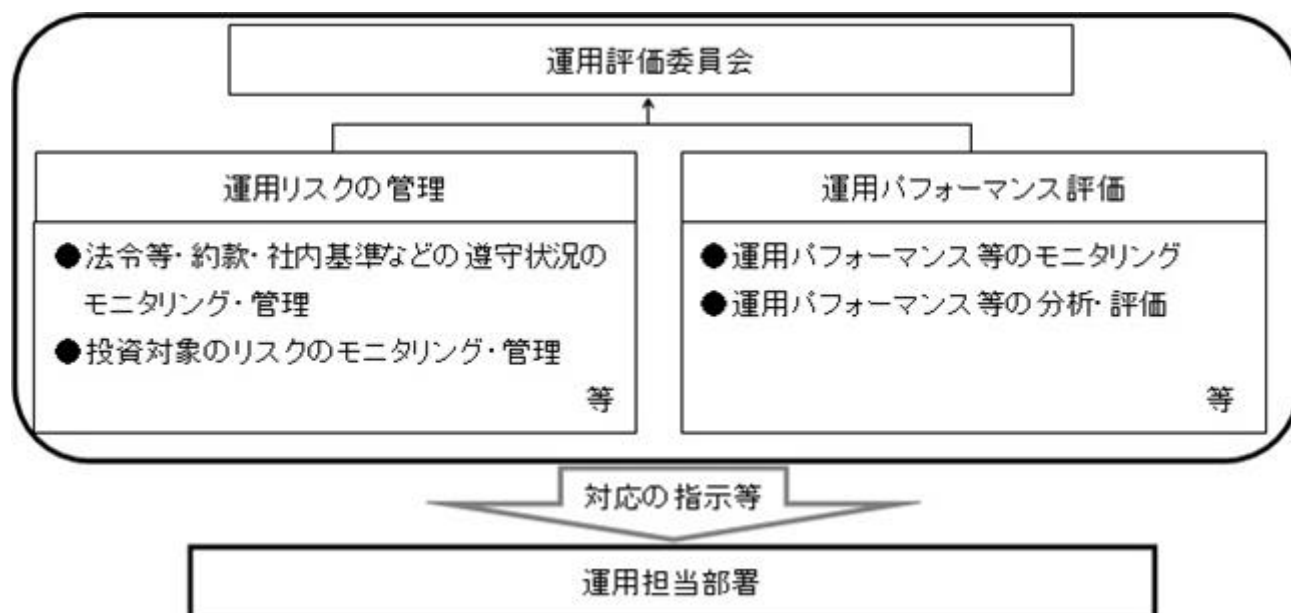 運用評価委員会
運用リスクの管理
●法令等・約款・社内基準などの遵守状況の
モニタリング・管理
●投資対象のリスクのモニタリング・管理
等
運用パフォーマンス評価
●運用パフォーマンス等のモニタリング
●運用パフォーマンス等の分析・評価
等
対応の指示等
運用担当部署